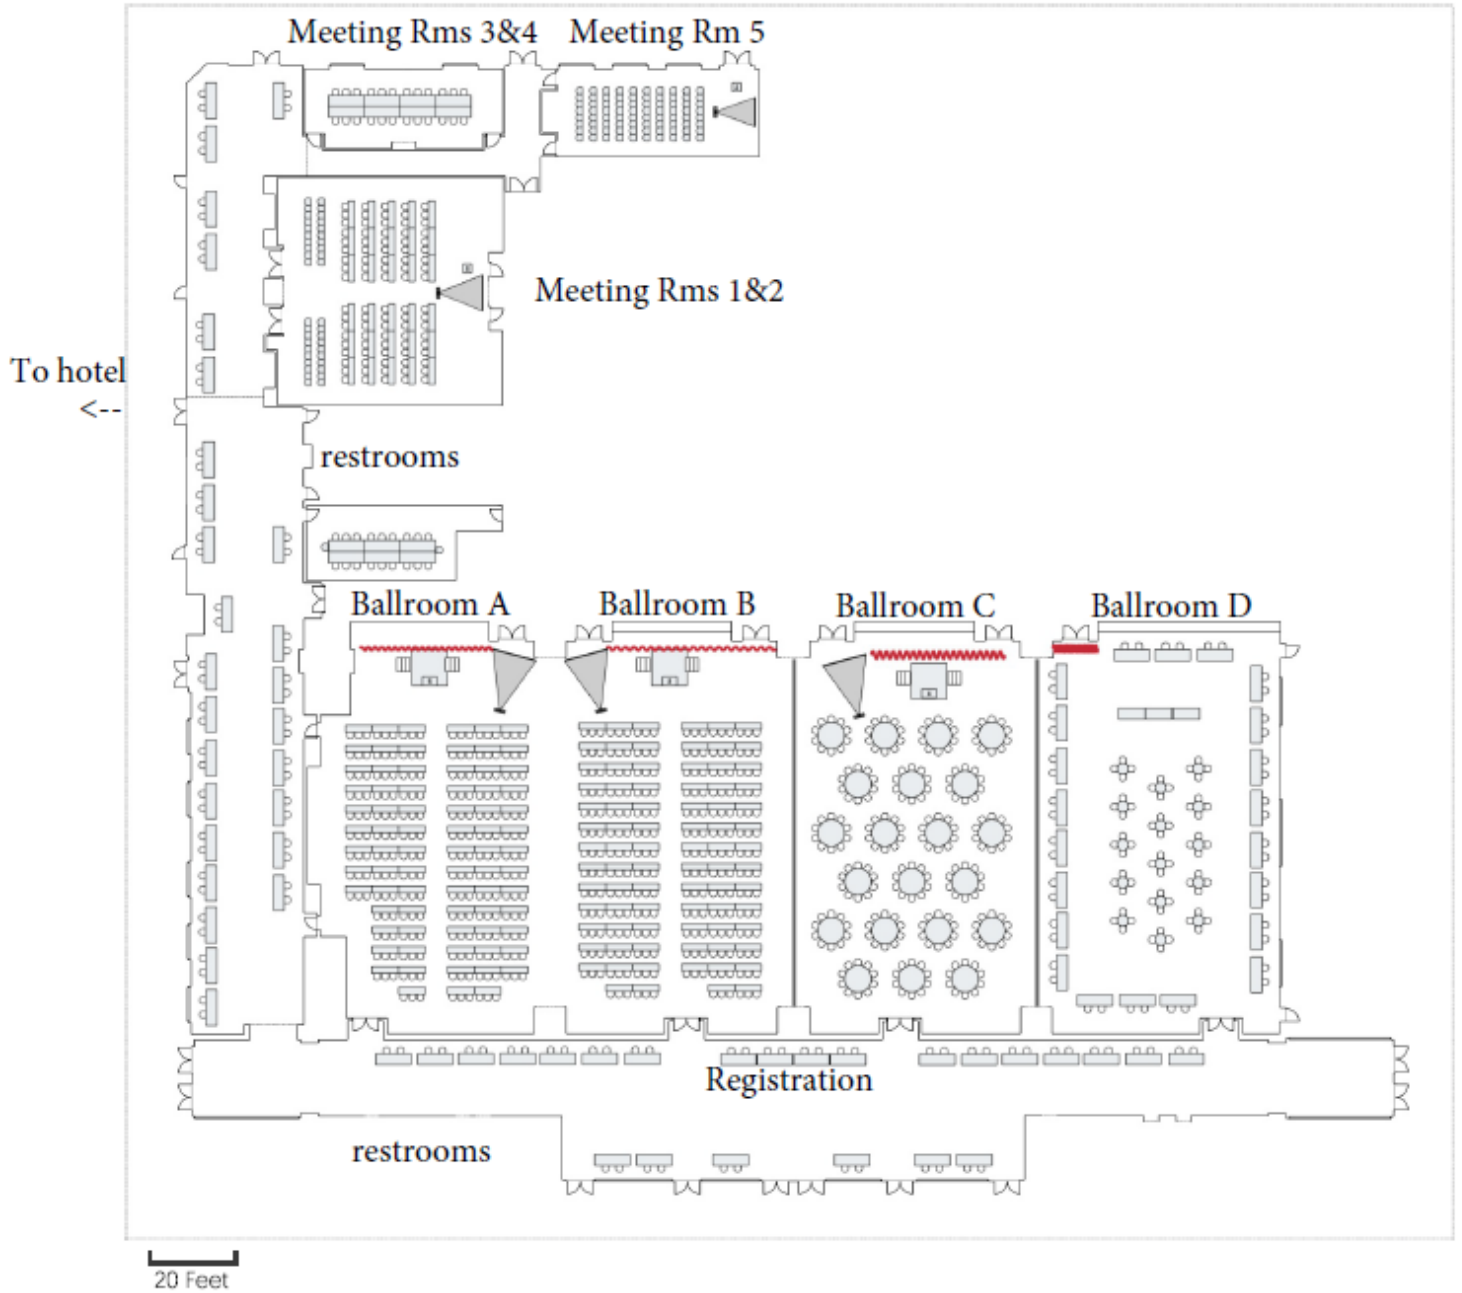 Meeting Rms 3&4
Meeting Rm 5
Meeting Rms 1&2
To hotel
<--
restrooms
Ballroom A
Ballroom B
Ballroom C
Ballroom D
Registration
restrooms
20 Feet